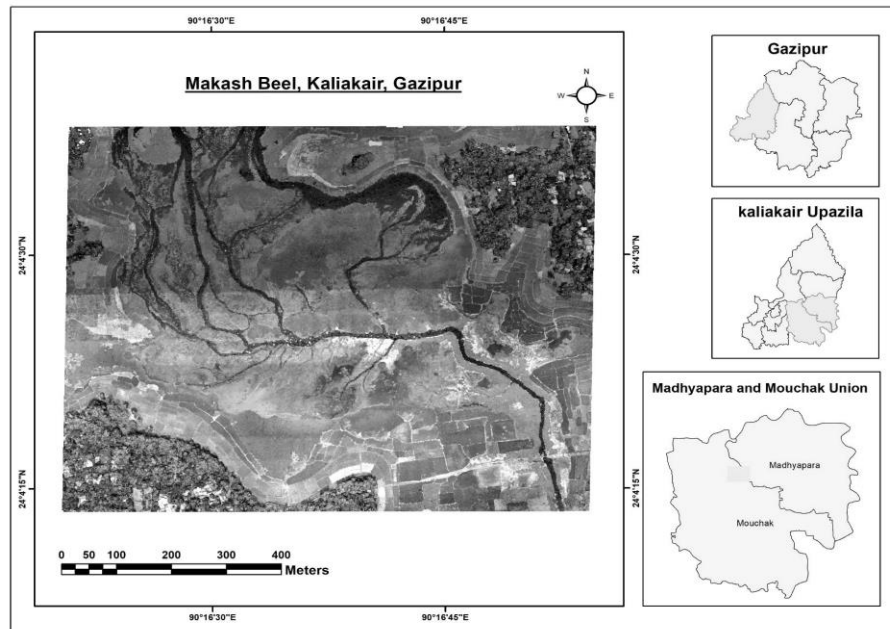 90°16'30"E
90°16'45"E
Makash Beel, Kaliakair, Gazipur
N
W
E
S
24°4'30"N
24°4'30"N
24°4'15"N
24°4'15"N
0 50 100 200 300 400
Meters
90°16'30"E
90°16'45"E
Gazipur
kaliakair Upazila
Madhyapara and Mouchak Union
Madhyapara
Mouchak